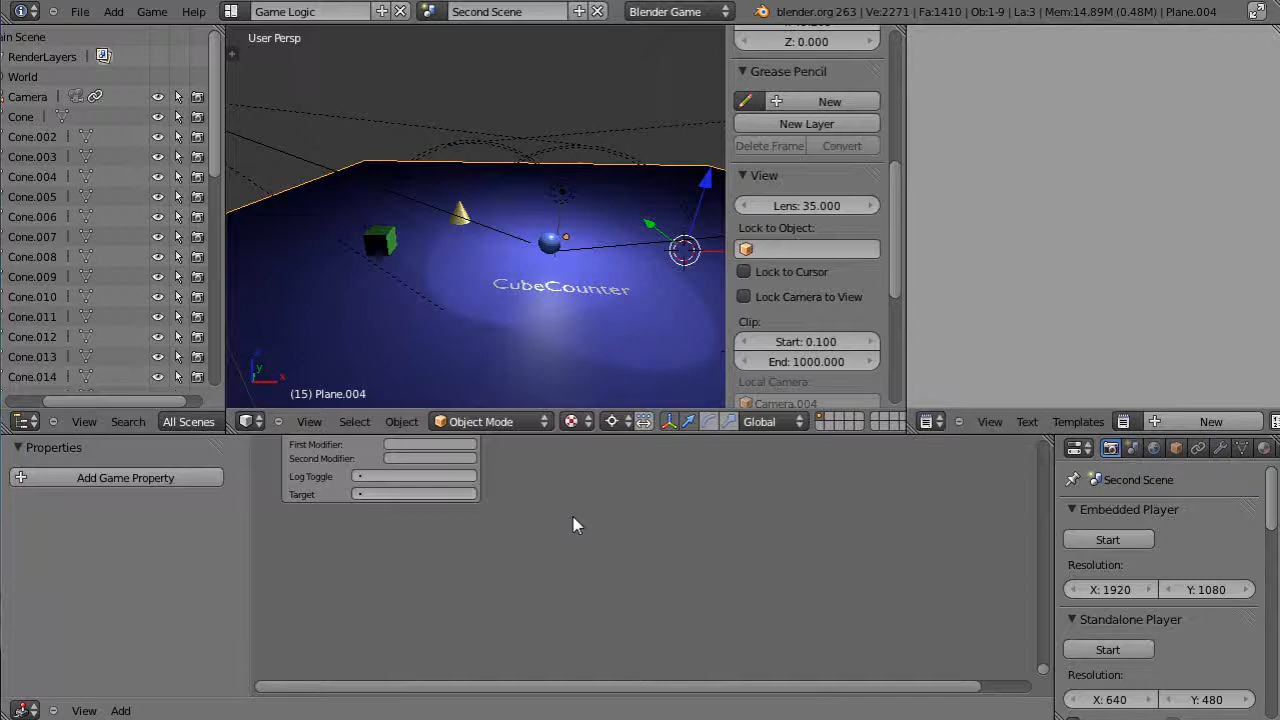 File Add Game Help Game Logic Second Scene Blender Game blender.org 263 | Ve:2271 | Fa:1410 | Ob:1-9 | La:3 | Mem:14.89M (0.48M) | Plane.004
ain Scene
RenderLayers
World
Camera
Cone
Cone.002
Cone.003
Cone.004
Cone.005
Cone.006
Cone.007
Cone.008
Cone.009
Cone.010
Cone.011
Cone.012
Cone.013
Cone.014
View Search All Scenes
User Persp
CubeCounter
z
y
x
(15) Plane.004
View Select Object Object Mode Global
Z: 0.000
Grease Pencil
New
New Layer
Delete Frame Convert
View
Lens: 35.000
Lock to Object:
Lock to Cursor
Lock Camera to View
Clip:
Start: 0.100
End: 1000.000
Local Camera:
Camera.004
View Text Templates New
Properties
Add Game Property
First Modifier:
Second Modifier:
Log Toggle
Target
View Add
Second Scene
Embedded Player
Start
Resolution:
X: 1920 Y: 1080
Standalone Player
Start
Resolution:
X: 640 Y: 480